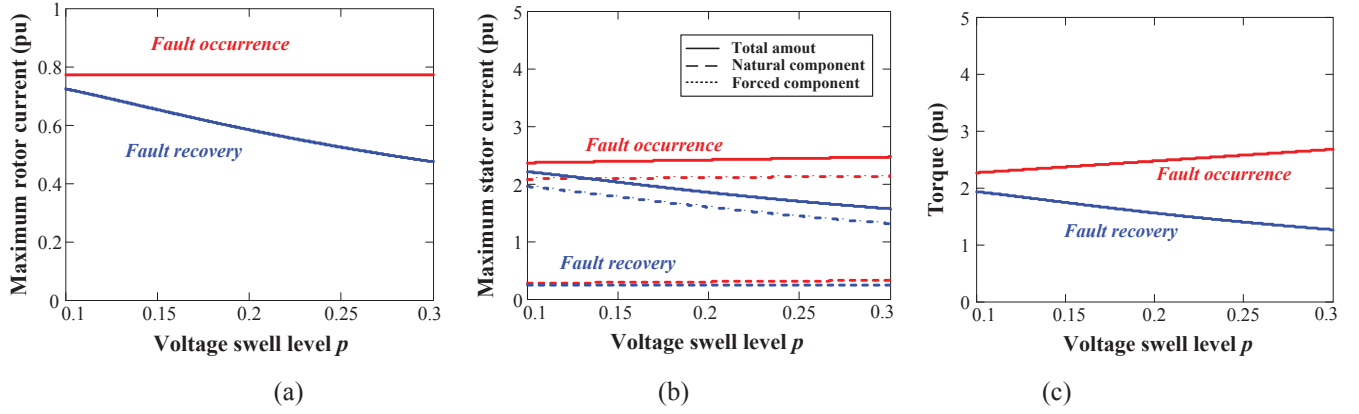 Maximum rotor current (pu)
1
0.8
0.6
0.4
0.2
0
Fault occurrence
Fault recovery
0.1
0.15
0.2
0.25
0.3
Voltage swell level p
(a)
Maximum stator current (pu)
5
4
3
2
1
0
Total amout
Natural component
Forced component
Fault occurrence
Fault recovery
0.1
0.15
0.2
0.25
0.3
Voltage swell level p
(b)
Torque (pu)
5
4
3
2
1
0
Fault occurrence
Fault recovery
0.1
0.15
0.2
0.25
0.3
Voltage swell level p
(c)